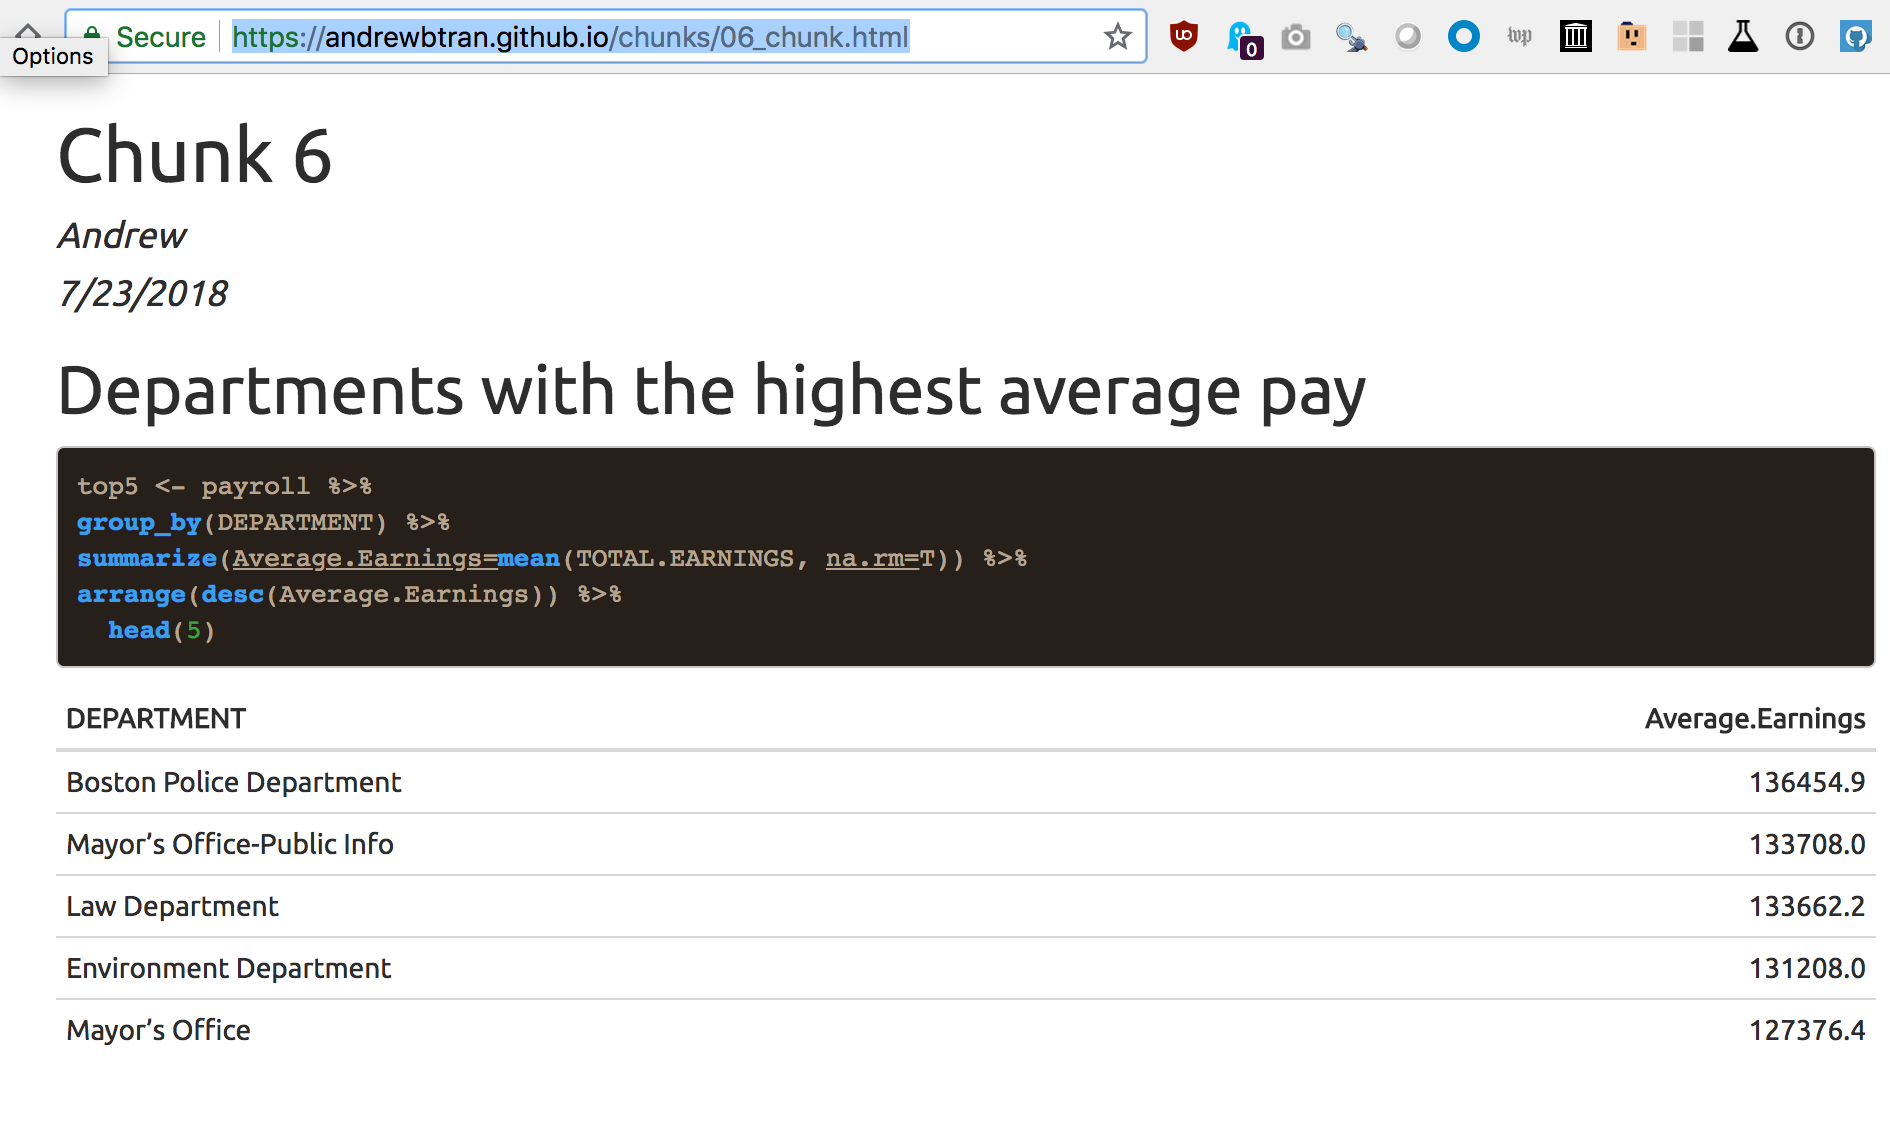 Secure https://andrewbtran.github.io/chunks/06_chunk.html
UO 0 wp
Options
Chunk 6
Andrew
7/23/2018
Departments with the highest average pay
top5 <- payroll %>%
group_by(DEPARTMENT) %>%
summarize(Average.Earnings=mean(TOTAL.EARNINGS, na.rm=T)) %>%
arrange(desc(Average.Earnings)) %>%
  head(5)
DEPARTMENT Average.Earnings
Boston Police Department 136454.9
Mayor’s Office-Public Info 133708.0
Law Department 133662.2
Environment Department 131208.0
Mayor’s Office 127376.4